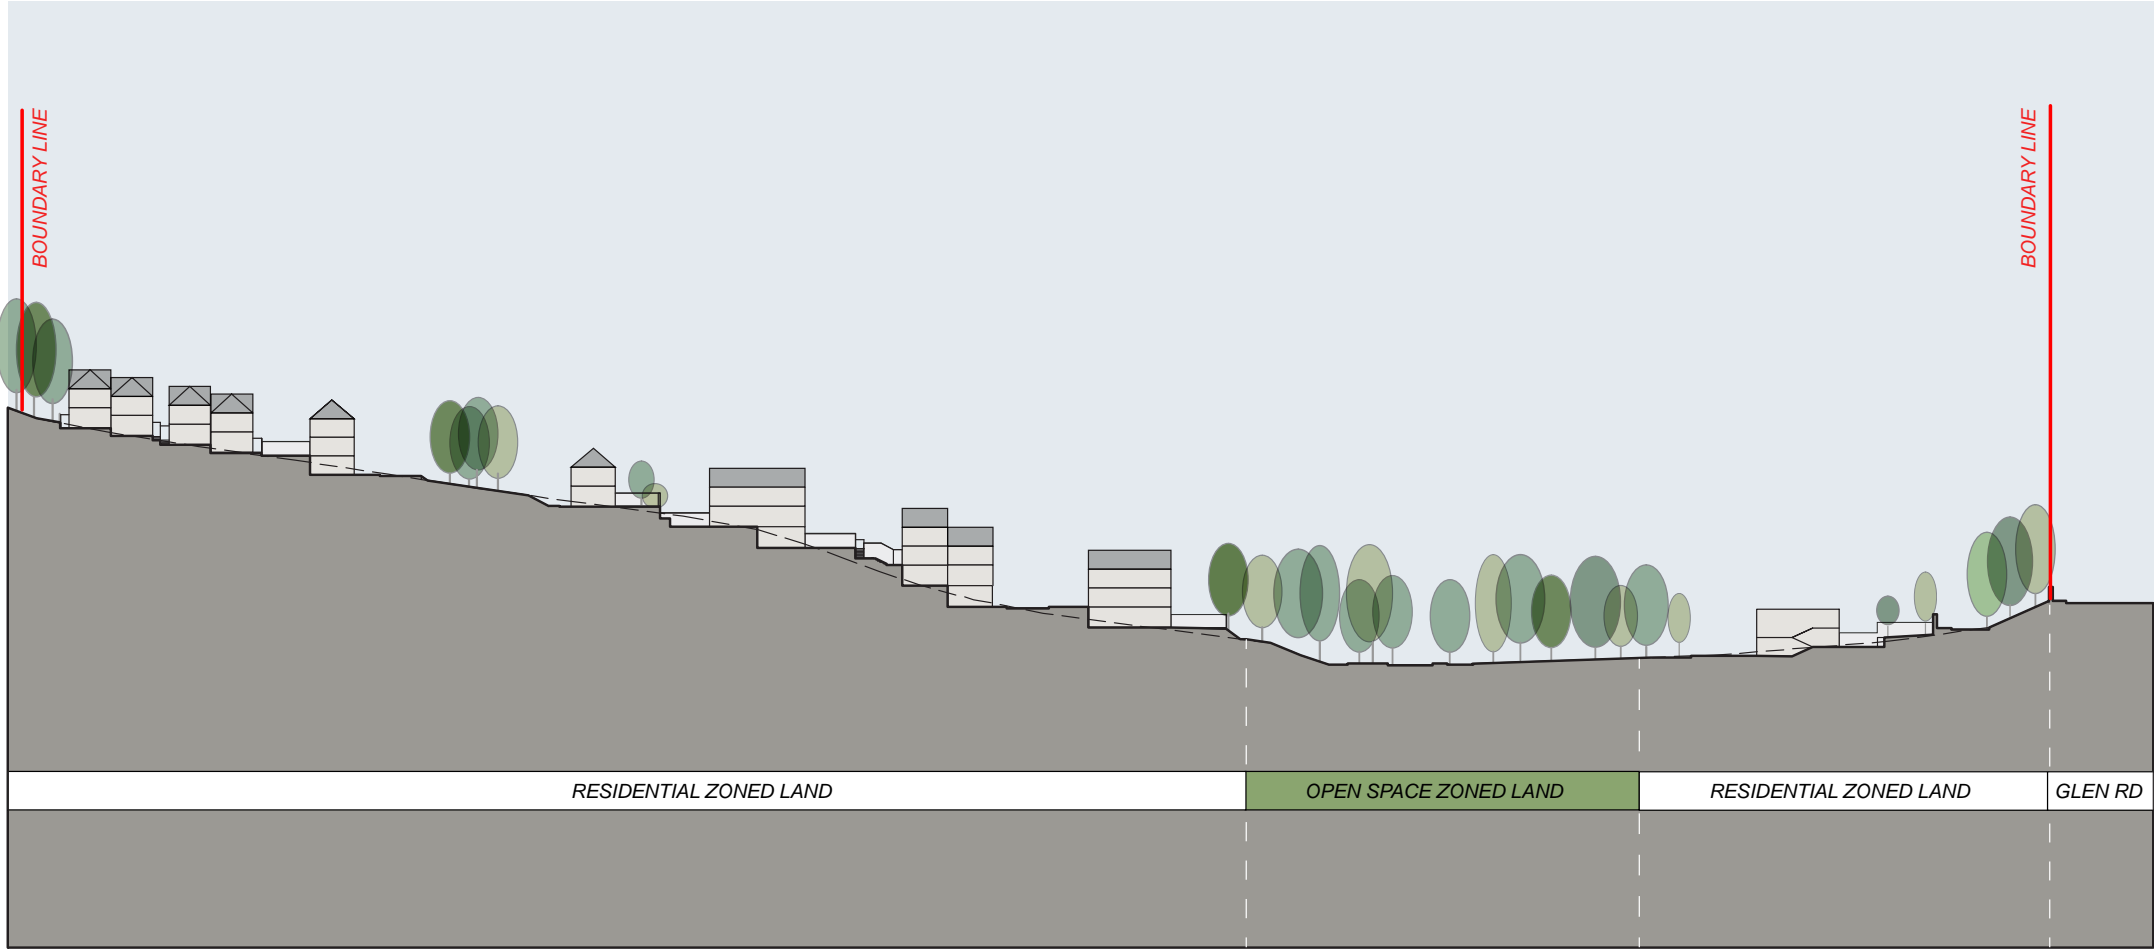 BOUNDARY LINE
BOUNDARY LINE
RESIDENTIAL ZONED LAND
OPEN SPACE ZONED LAND
RESIDENTIAL ZONED LAND
GLEN RD